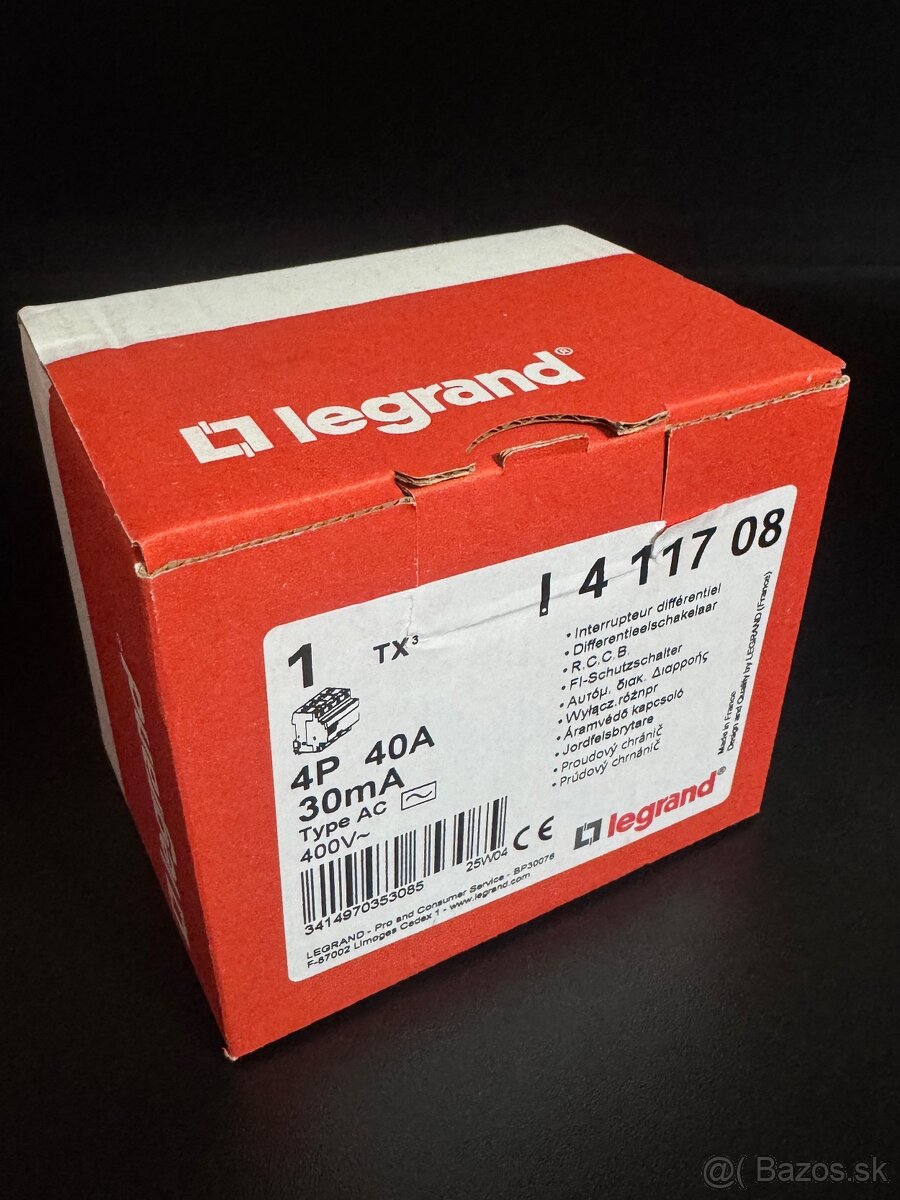 legrand®
I 4 117 08
1 TX³
• Interrupteur différentiel
• Differentieelschakelaar
• R.C.C.B.
• FI-Schutzschalter
• Αυτόμ. διακ. Διαρροής
• Wyłącz.różnpr
• Áramvédő kapcsoló
• Jordfelsbrytare
• Proudový chránič
• Prúdový chrnánič
4P 40A
30mA
Type AC
400V~
25W04
CE
3414970353085
legrand®
LEGRAND - Pro and Consumer Service - BP30076
F-87002 Limoges Cedex 1 - www.legrand.com
Made in France
Design and Quality by LEGRAND (France)
@( Bazos.sk